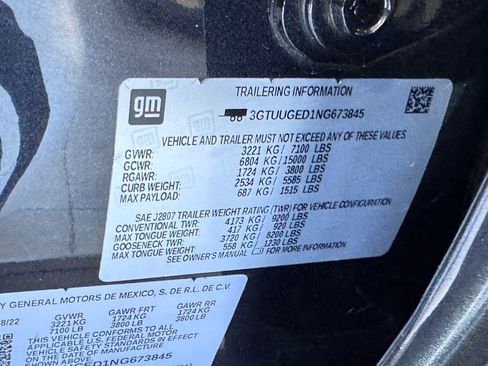 gm
TRAILERING INFORMATION
3GTUUGED1NG673845
VEHICLE AND TRAILER MUST NOT EXCEED ANY OF THESE VALUES
GVWR: 3221 KG/ 7100 LBS
GCWR: 6804 KG/15000 LBS
RGAWR: 1724 KG/ 3800 LBS
CURB WEIGHT: 2534 KG/ 5585 LBS
MAX PAYLOAD: 687 KG/ 1515 LBS
SAE J2807 TRAILER WEIGHT RATING (TWR) FOR VEHICLE CONFIGURATION
CONVENTIONAL TWR: 4173 KG/ 9200 LBS
MAX TONGUE WEIGHT: 417 KG/ 920 LBS
GOOSENECK TWR: 3720 KG/ 8200 LBS
MAX TONGUE WEIGHT: 558 KG/ 1230 LBS
SEE OWNER'S MANUAL FOR MORE INFORMATION
Y GENERAL MOTORS DE MEXICO, S. DE R.L. DE C.V.
8/22 GVWR GAWR FRT GAWR RR
3221 KG 1724 KG 1724 KG
7100 LB 3800 LB 3800 LB
THIS VEHICLE CONFORMS TO ALL APPLICABLE
IN EFFECT ON THE DATE OF MANUFACTURE
GED1NG673845